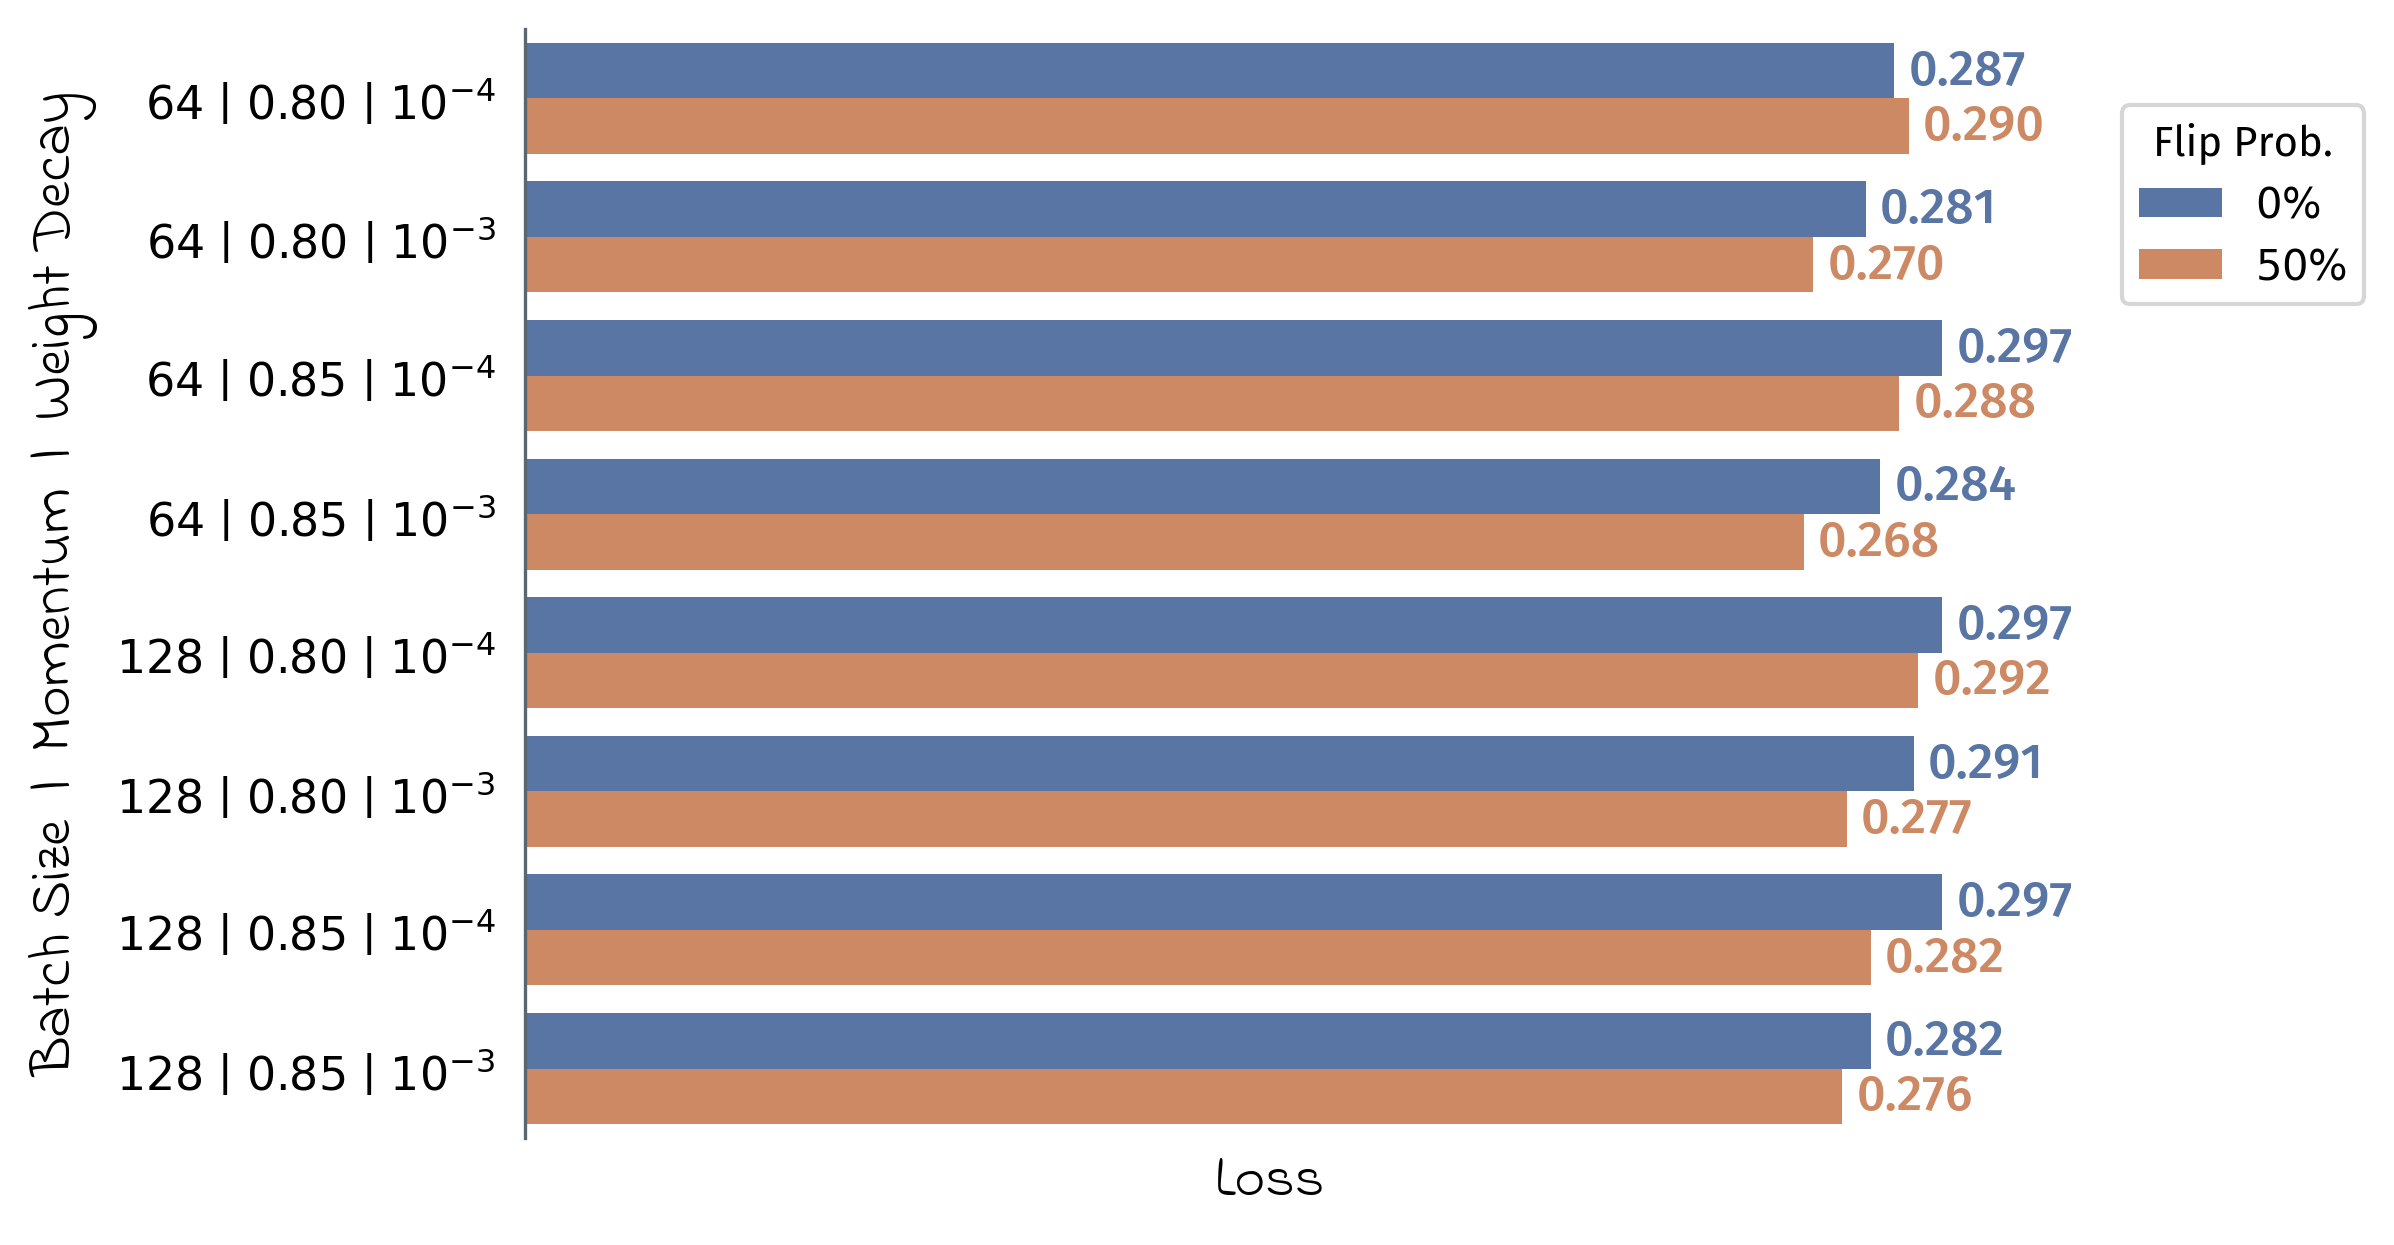 Batch Size | Momentum | Weight Decay
64 | 0.80 | 10⁻⁴
0.287
0.290
64 | 0.80 | 10⁻³
0.281
0.270
64 | 0.85 | 10⁻⁴
0.297
0.288
64 | 0.85 | 10⁻³
0.284
0.268
128 | 0.80 | 10⁻⁴
0.297
0.292
128 | 0.80 | 10⁻³
0.291
0.277
128 | 0.85 | 10⁻⁴
0.297
0.282
128 | 0.85 | 10⁻³
0.282
0.276
Loss
Flip Prob.
0%
50%